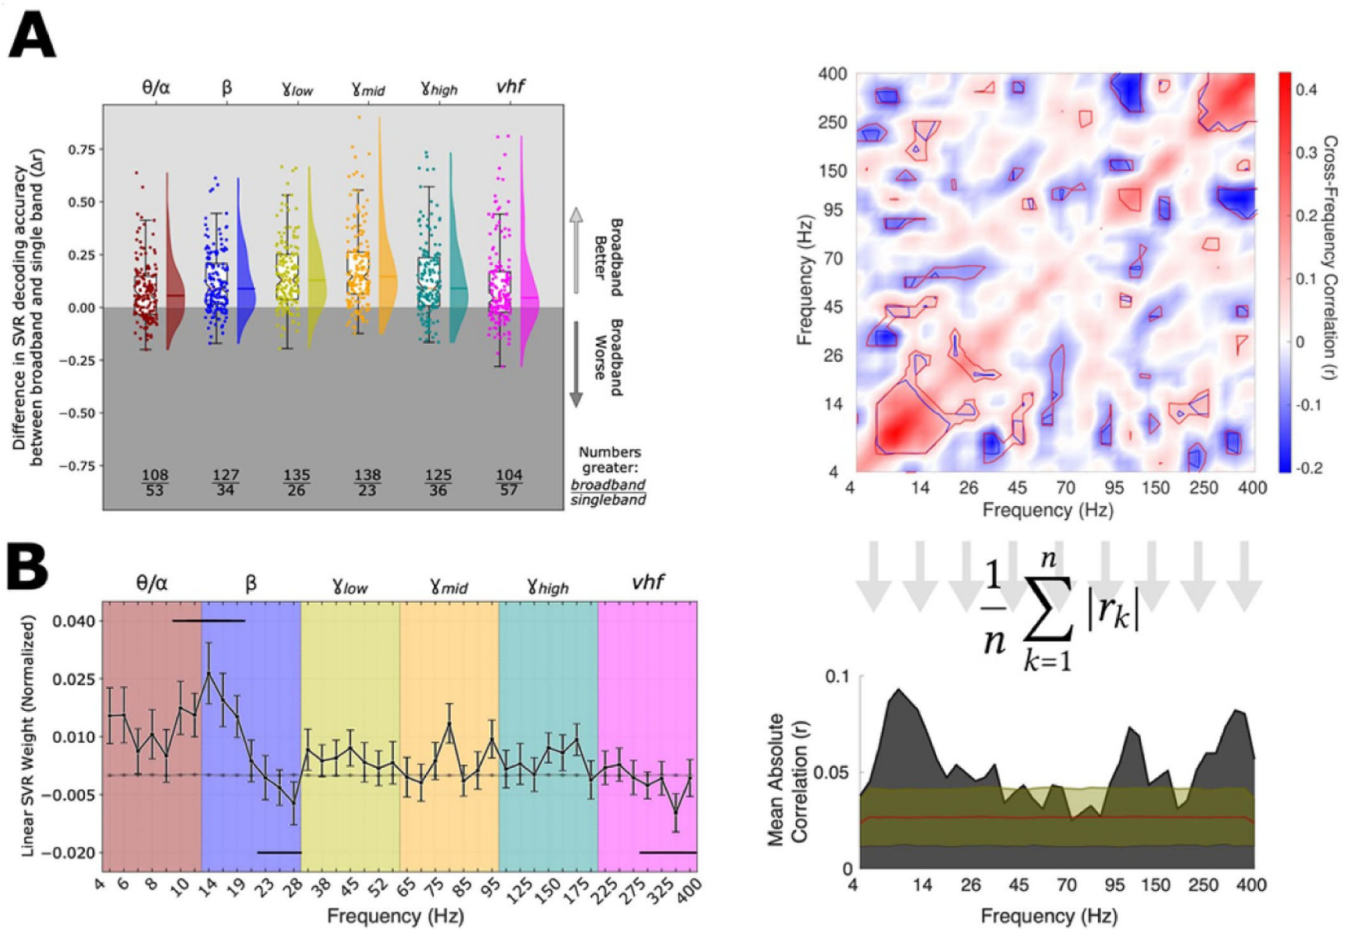 A
θ/α β ɣlow ɣmid ɣhigh vhf
Difference in SVR decoding accuracy
between broadband and single band (Δr)
0.75
0.50
0.25
0.00
−0.25
−0.50
−0.75
Broadband
Better
Broadband
Worse
Numbers
greater:
broadband
singleband
108 127 135 138 125 104
53 34 26 23 36 57
Frequency (Hz)
400
250
150
95
70
45
26
14
4
4 14 26 45 70 95 150 250 400
Frequency (Hz)
0.4
0.3
0.2
0.1
0
-0.1
-0.2
Cross-Frequency Correlation (r)
B
θ/α β ɣlow ɣmid ɣhigh vhf
Linear SVR Weight (Normalized)
0.040
0.025
0.010
−0.005
−0.020
4 6 8 10 14 19 23 28 38 45 52 65 75 85 95 125 150 175 225 275 325 400
Frequency (Hz)
1/n n∑k=1 |rk|
Mean Absolute
Correlation (r)
0.1
0.05
0
4 14 26 45 70 95 150 250 400
Frequency (Hz)